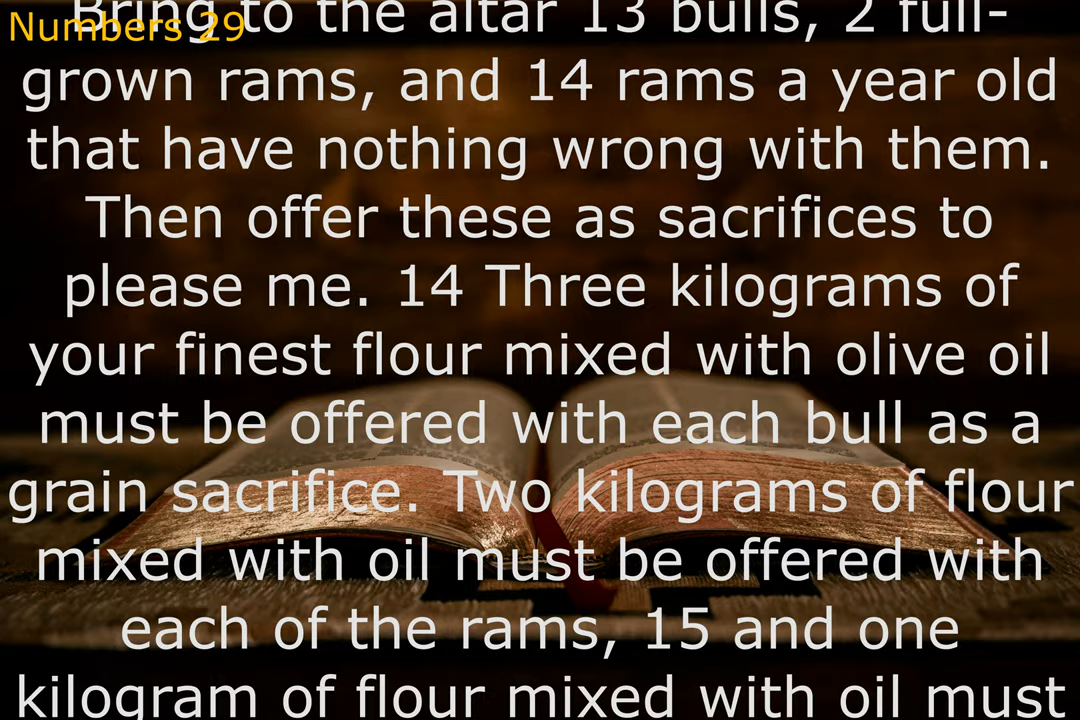 Numbers 29
Bring to the altar 13 bulls, 2 full-
grown rams, and 14 rams a year old
that have nothing wrong with them.
Then offer these as sacrifices to
please me. 14 Three kilograms of
your finest flour mixed with olive oil
must be offered with each bull as a
grain sacrifice. Two kilograms of flour
mixed with oil must be offered with
each of the rams, 15 and one
kilogram of flour mixed with oil must